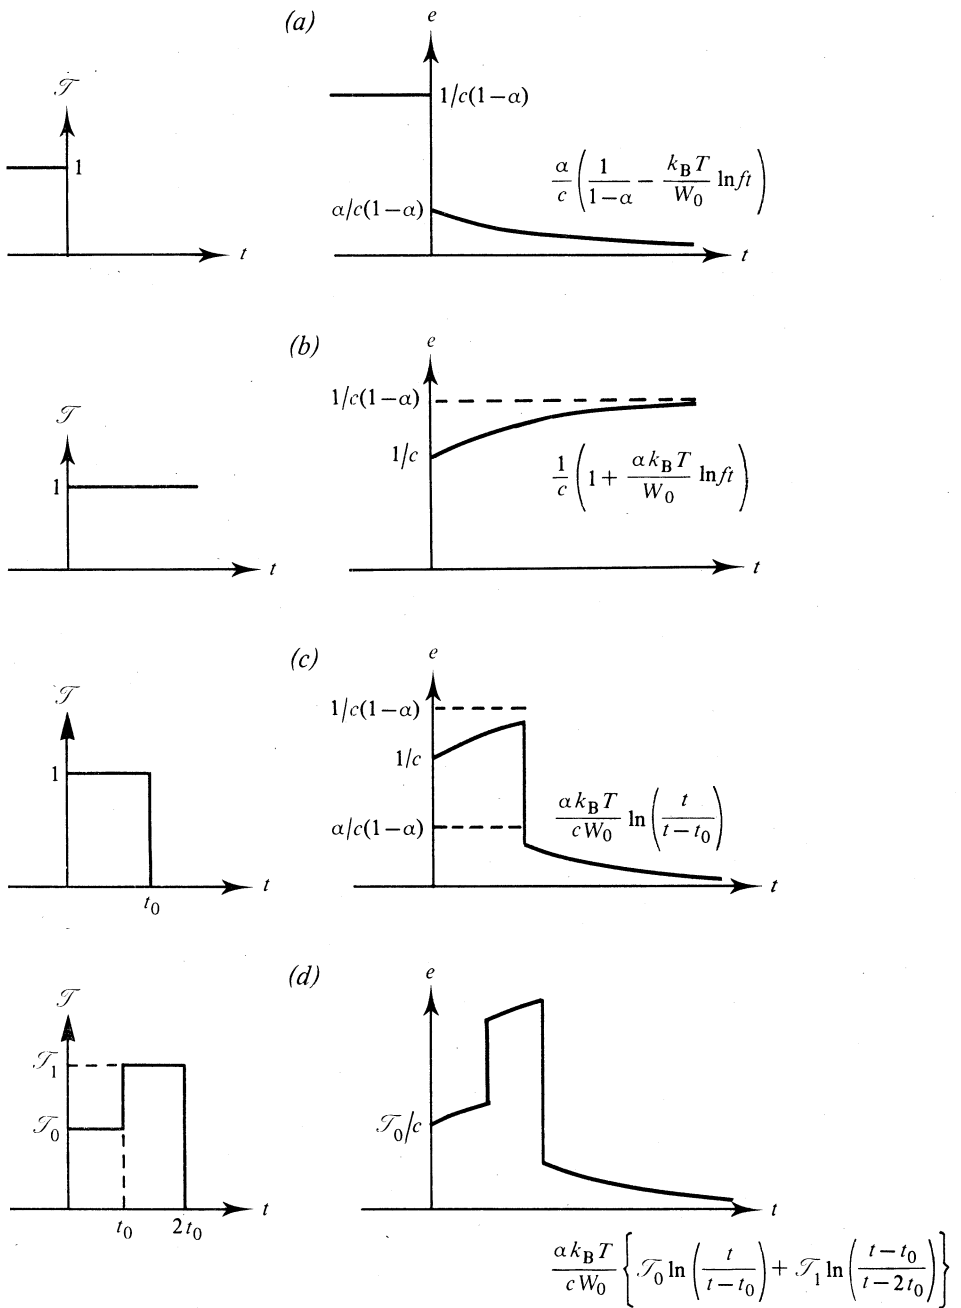 (a)
𝒯
1
t
e
1/c(1−α)
α/c(1−α)
α/c (1/(1−α) − k_B T/W_0 ln ft)
t
(b)
𝒯
1
t
e
1/c(1−α)
1/c
1/c (1 + αk_B T/W_0 ln ft)
t
(c)
𝒯
1
t_0
t
e
1/c(1−α)
1/c
α/c(1−α)
αk_B T/cW_0 ln (t/(t−t_0))
t
(d)
𝒯
𝒯_1
𝒯_0
t_0 2t_0
t
e
𝒯_0/c
t
αk_B T/cW_0 {𝒯_0 ln (t/(t−t_0)) + 𝒯_1 ln ((t−t_0)/(t−2t_0))}